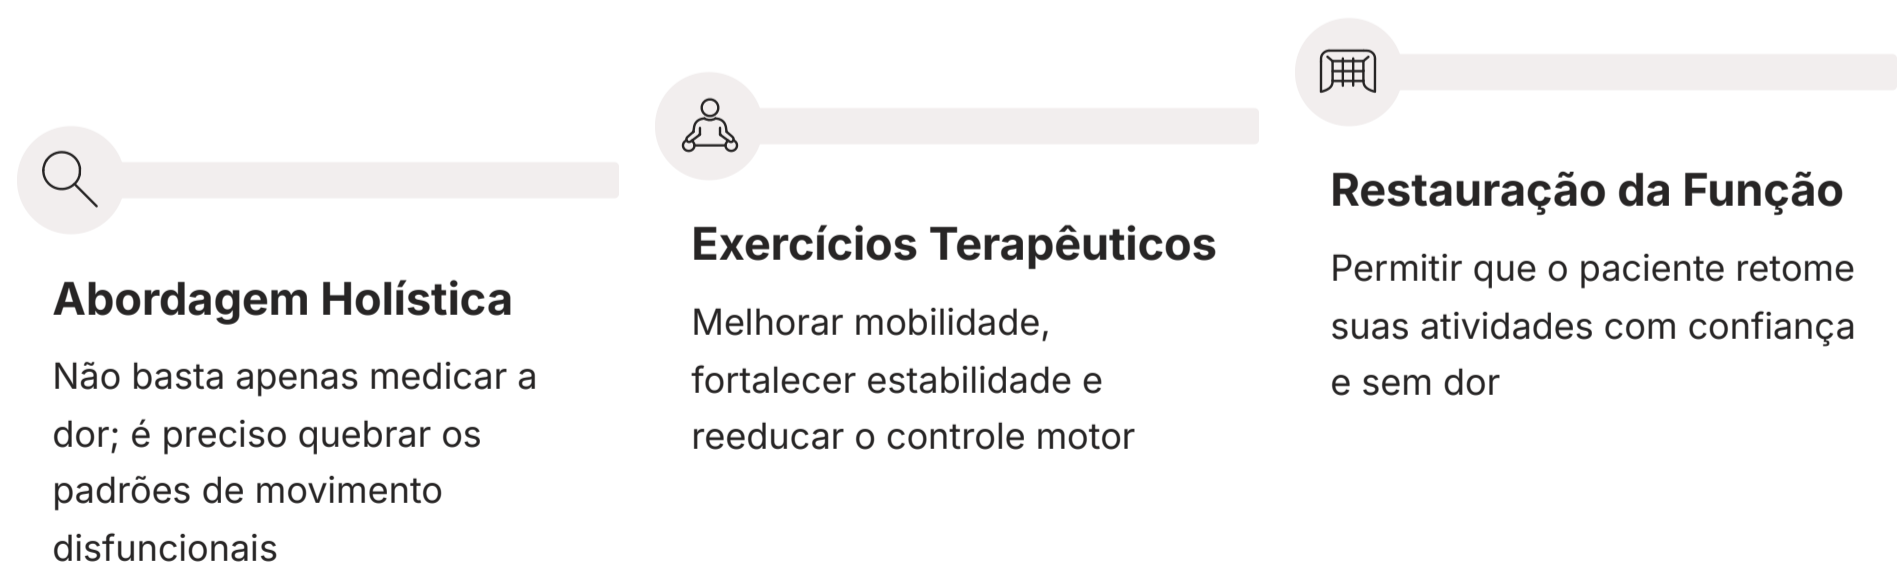 Abordagem Holística
Não basta apenas medicar a
dor; é preciso quebrar os
padrões de movimento
disfuncionais
Exercícios Terapêuticos
Melhorar mobilidade,
fortalecer estabilidade e
reeducar o controle motor
Restauração da Função
Permitir que o paciente retome
suas atividades com confiança
e sem dor